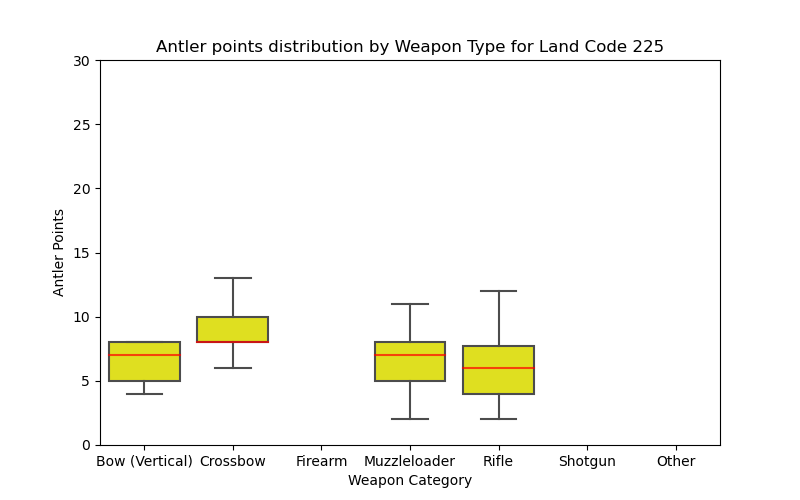 Antler points distribution by Weapon Type for Land Code 225
Antler Points
30
25
20
15
10
5
0
Bow (Vertical) Crossbow Firearm Muzzleloader Rifle Shotgun Other
Weapon Category